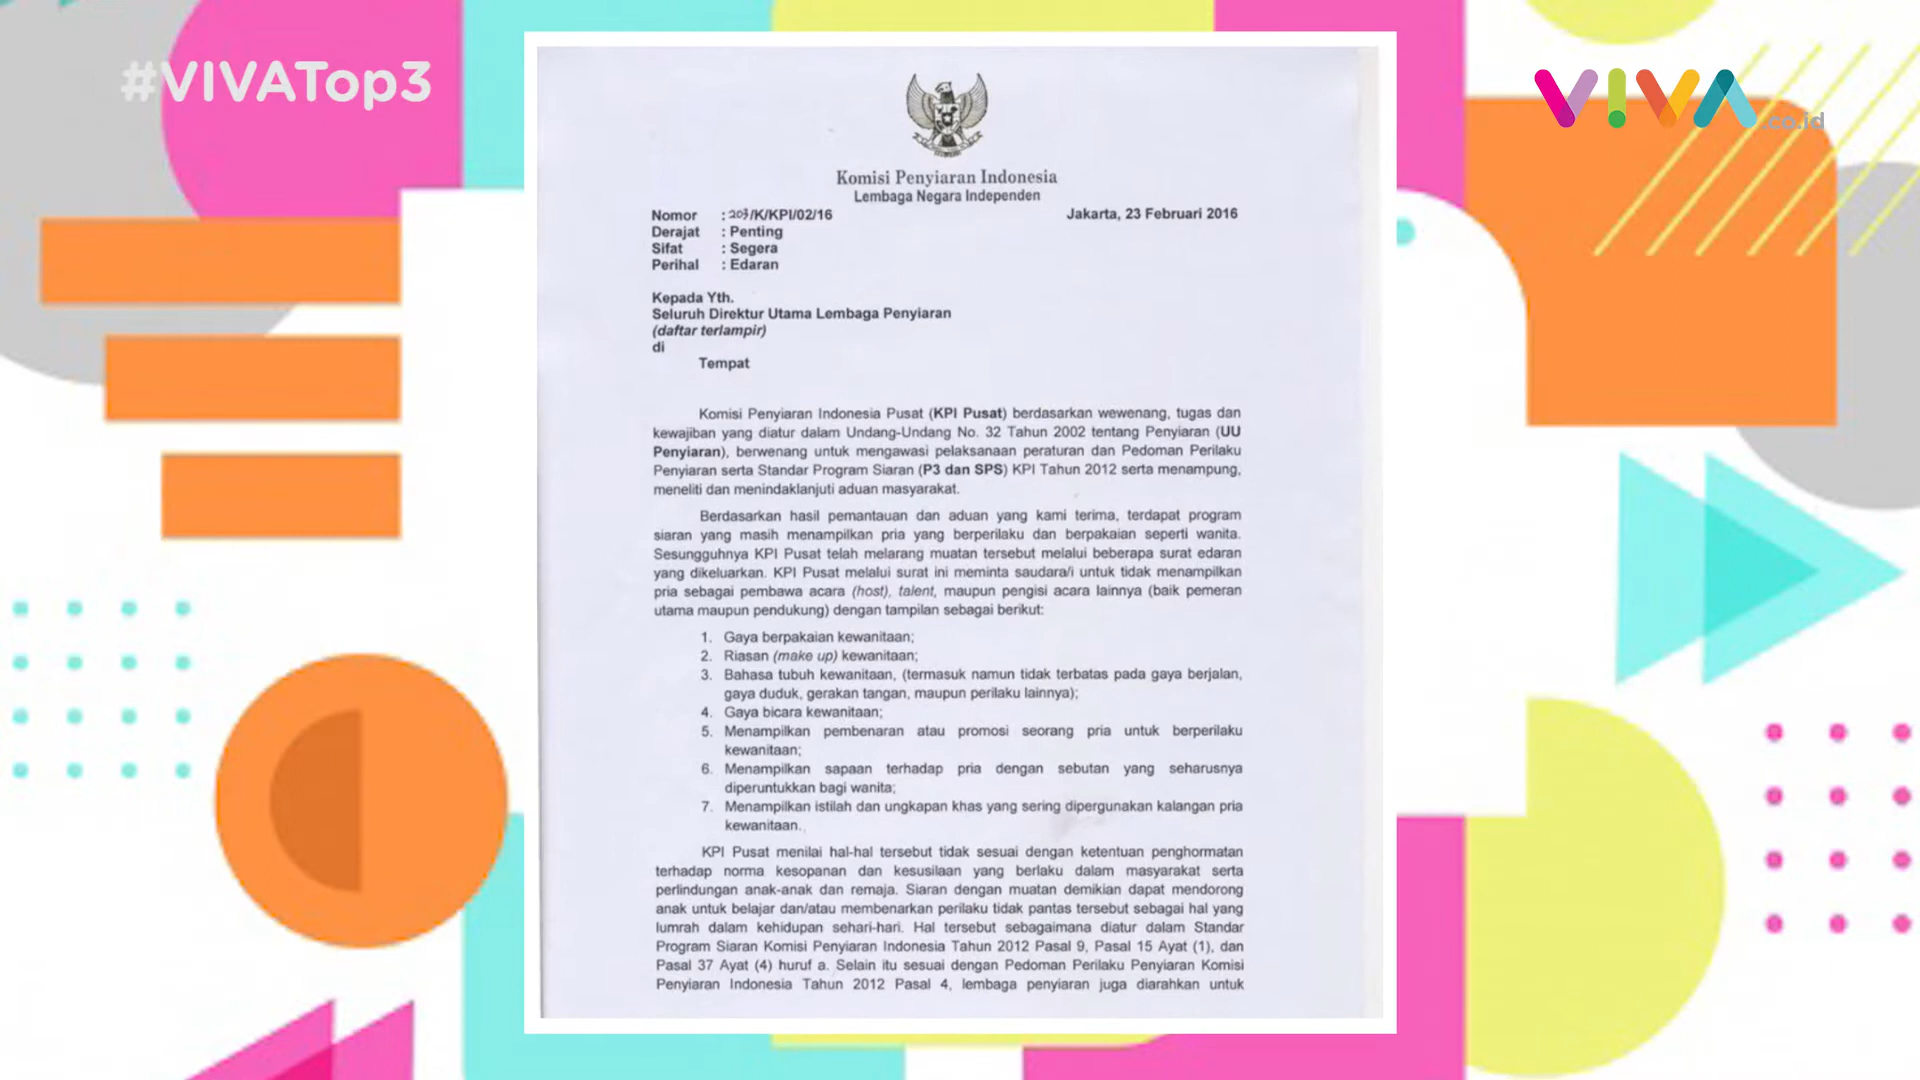 #VIVATop3
VIVA
.co.id
Komisi Penyiaran Indonesia
Lembaga Negara Independen
Nomor : 203/K/KPI/02/16 Jakarta, 23 Februari 2016
Derajat : Penting
Sifat : Segera
Perihal : Edaran
Kepada Yth.
Seluruh Direktur Utama Lembaga Penyiaran
(daftar terlampir)
di
Tempat
Komisi Penyiaran Indonesia Pusat (KPI Pusat) berdasarkan wewenang, tugas dan
kewajiban yang diatur dalam Undang-Undang No. 32 Tahun 2002 tentang Penyiaran (UU
Penyiaran), berwenang untuk mengawasi pelaksanaan peraturan dan Pedoman Perilaku
Penyiaran serta Standar Program Siaran (P3 dan SPS) KPI Tahun 2012 serta menampung,
meneliti dan menindaklanjuti aduan masyarakat.
Berdasarkan hasil pemantauan dan aduan yang kami terima, terdapat program
siaran yang masih menampilkan pria yang berperilaku dan berpakaian seperti wanita.
Sesungguhnya KPI Pusat telah melarang muatan tersebut melalui beberapa surat edaran
yang dikeluarkan. KPI Pusat melalui surat ini meminta saudara/i untuk tidak menampilkan
pria sebagai pembawa acara (host), talent, maupun pengisi acara lainnya (baik pemeran
utama maupun pendukung) dengan tampilan sebagai berikut:
1. Gaya berpakaian kewanitaan;
2. Riasan (make up) kewanitaan;
3. Bahasa tubuh kewanitaan, (termasuk namun tidak terbatas pada gaya berjalan,
gaya duduk, gerakan tangan, maupun perilaku lainnya);
4. Gaya bicara kewanitaan;
5. Menampilkan pembenaran atau promosi seorang pria untuk berperilaku
kewanitaan;
6. Menampilkan sapaan terhadap pria dengan sebutan yang seharusnya
diperuntukkan bagi wanita;
7. Menampilkan istilah dan ungkapan khas yang sering dipergunakan kalangan pria
kewanitaan.
KPI Pusat menilai hal-hal tersebut tidak sesuai dengan ketentuan penghormatan
terhadap norma kesopanan dan kesusilaan yang berlaku dalam masyarakat serta
perlindungan anak-anak dan remaja. Siaran dengan muatan demikian dapat mendorong
anak untuk belajar dan/atau membenarkan perilaku tidak pantas tersebut sebagai hal yang
lumrah dalam kehidupan sehari-hari. Hal tersebut sebagaimana diatur dalam Standar
Program Siaran Komisi Penyiaran Indonesia Tahun 2012 Pasal 9, Pasal 15 Ayat (1), dan
Pasal 37 Ayat (4) huruf a. Selain itu sesuai dengan Pedoman Perilaku Penyiaran Komisi
Penyiaran Indonesia Tahun 2012 Pasal 4, lembaga penyiaran juga diarahkan untuk